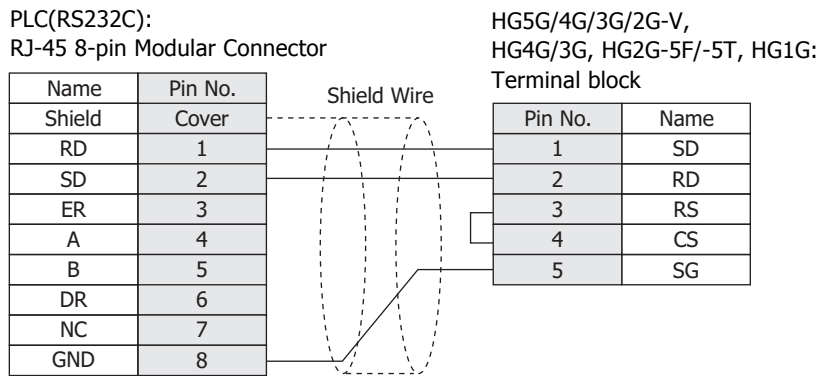 PLC(RS232C):
RJ-45 8-pin Modular Connector
HG5G/4G/3G/2G-V,
HG4G/3G, HG2G-5F/-5T, HG1G:
Terminal block
Name Pin No.
Shield Cover
RD 1
SD 2
ER 3
A 4
B 5
DR 6
NC 7
GND 8
Shield Wire
Pin No. Name
1 SD
2 RD
3 RS
4 CS
5 SG